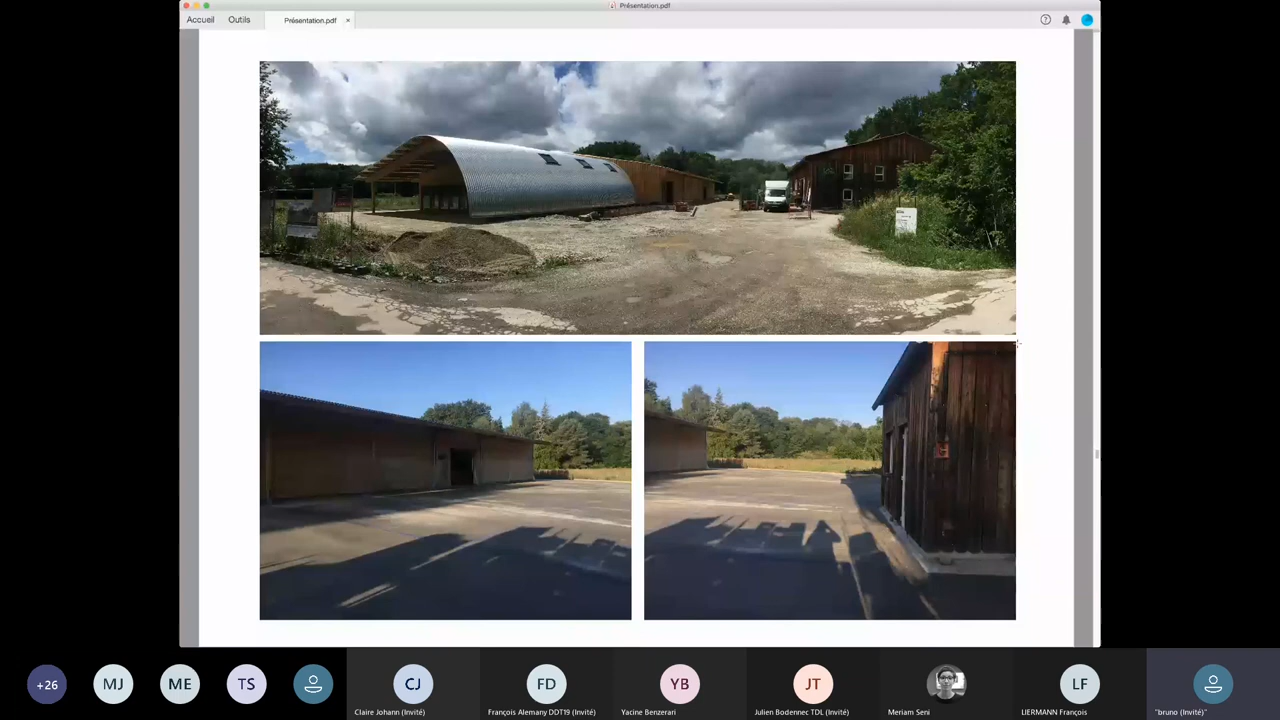 Présentation.pdf
Accueil
Outils
Présentation.pdf ×
+26
MJ
ME
TS
CJ
FD
YB
JT
LF
Claire Johann (Invité)
François Alemany DDT19 (Invité)
Yacine Benzerari
Julien Bodennec TDL (Invité)
Meriam Seni
LIERMANN François
"bruno (Invité)"